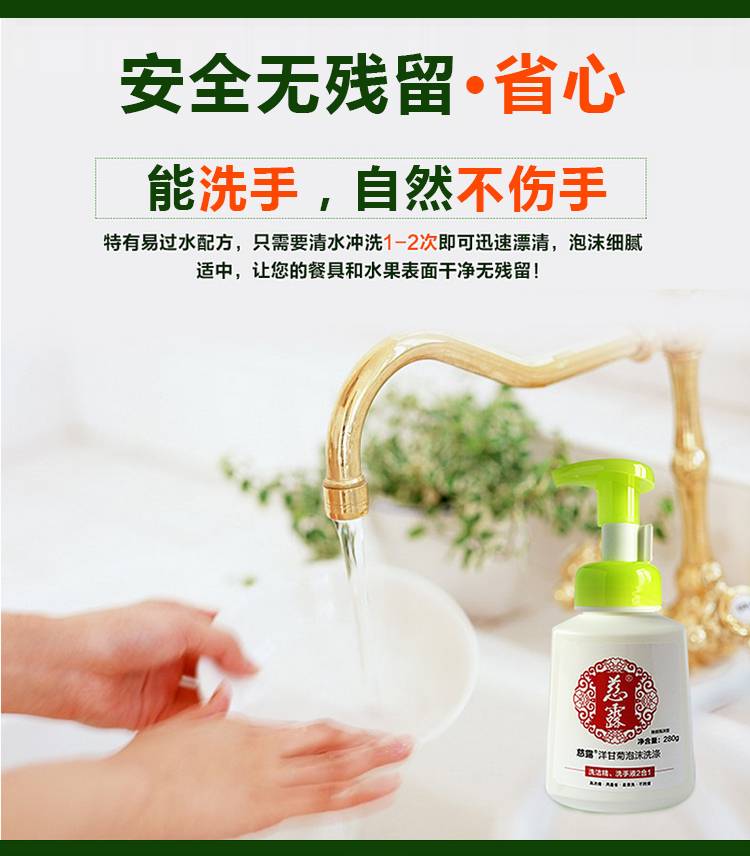 安全无残留·省心
能洗手，自然不伤手
特有易过水配方，只需要清水冲洗1-2次即可迅速漂清，泡沫细腻
适中，让您的餐具和水果表面干净无残留！
慈露®
净含量：280g
慈露®洋甘菊泡沫洗涤
洗洁精、洗手液2合1